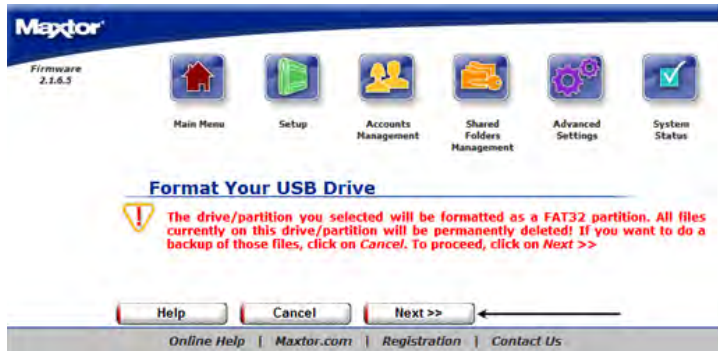 Maxtor
Firmware
2.1.6.5
Main Menu
Setup
Accounts
Management
Shared
Folders
Management
Advanced
Settings
System
Status
Format Your USB Drive
The drive/partition you selected will be formatted as a FAT32 partition. All files
currently on this drive/partition will be permanently deleted! If you want to do a
backup of those files, click on Cancel. To proceed, click on Next >>
Help
Cancel
Next >>
Online Help | Maxtor.com | Registration | Contact Us